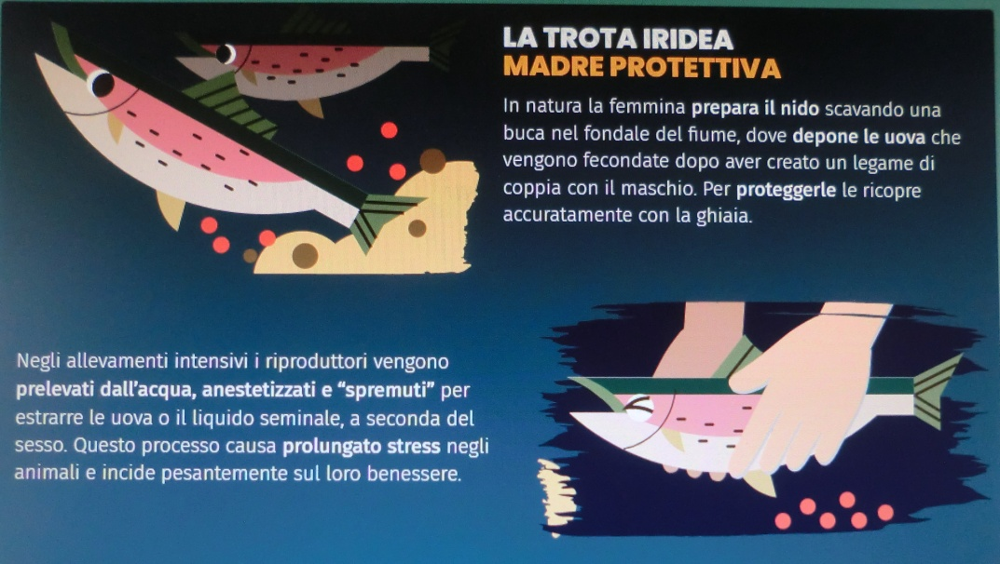 LA TROTA IRIDEA
MADRE PROTETTIVA
In natura la femmina prepara il nido scavando una
buca nel fondale del fiume, dove depone le uova che
vengono fecondate dopo aver creato un legame di
coppia con il maschio. Per proteggerle le ricopre
accuratamente con la ghiaia.
Negli allevamenti intensivi i riproduttori vengono
prelevati dall’acqua, anestetizzati e “spremuti” per
estrarre le uova o il liquido seminale, a seconda del
sesso. Questo processo causa prolungato stress negli
animali e incide pesantemente sul loro benessere.